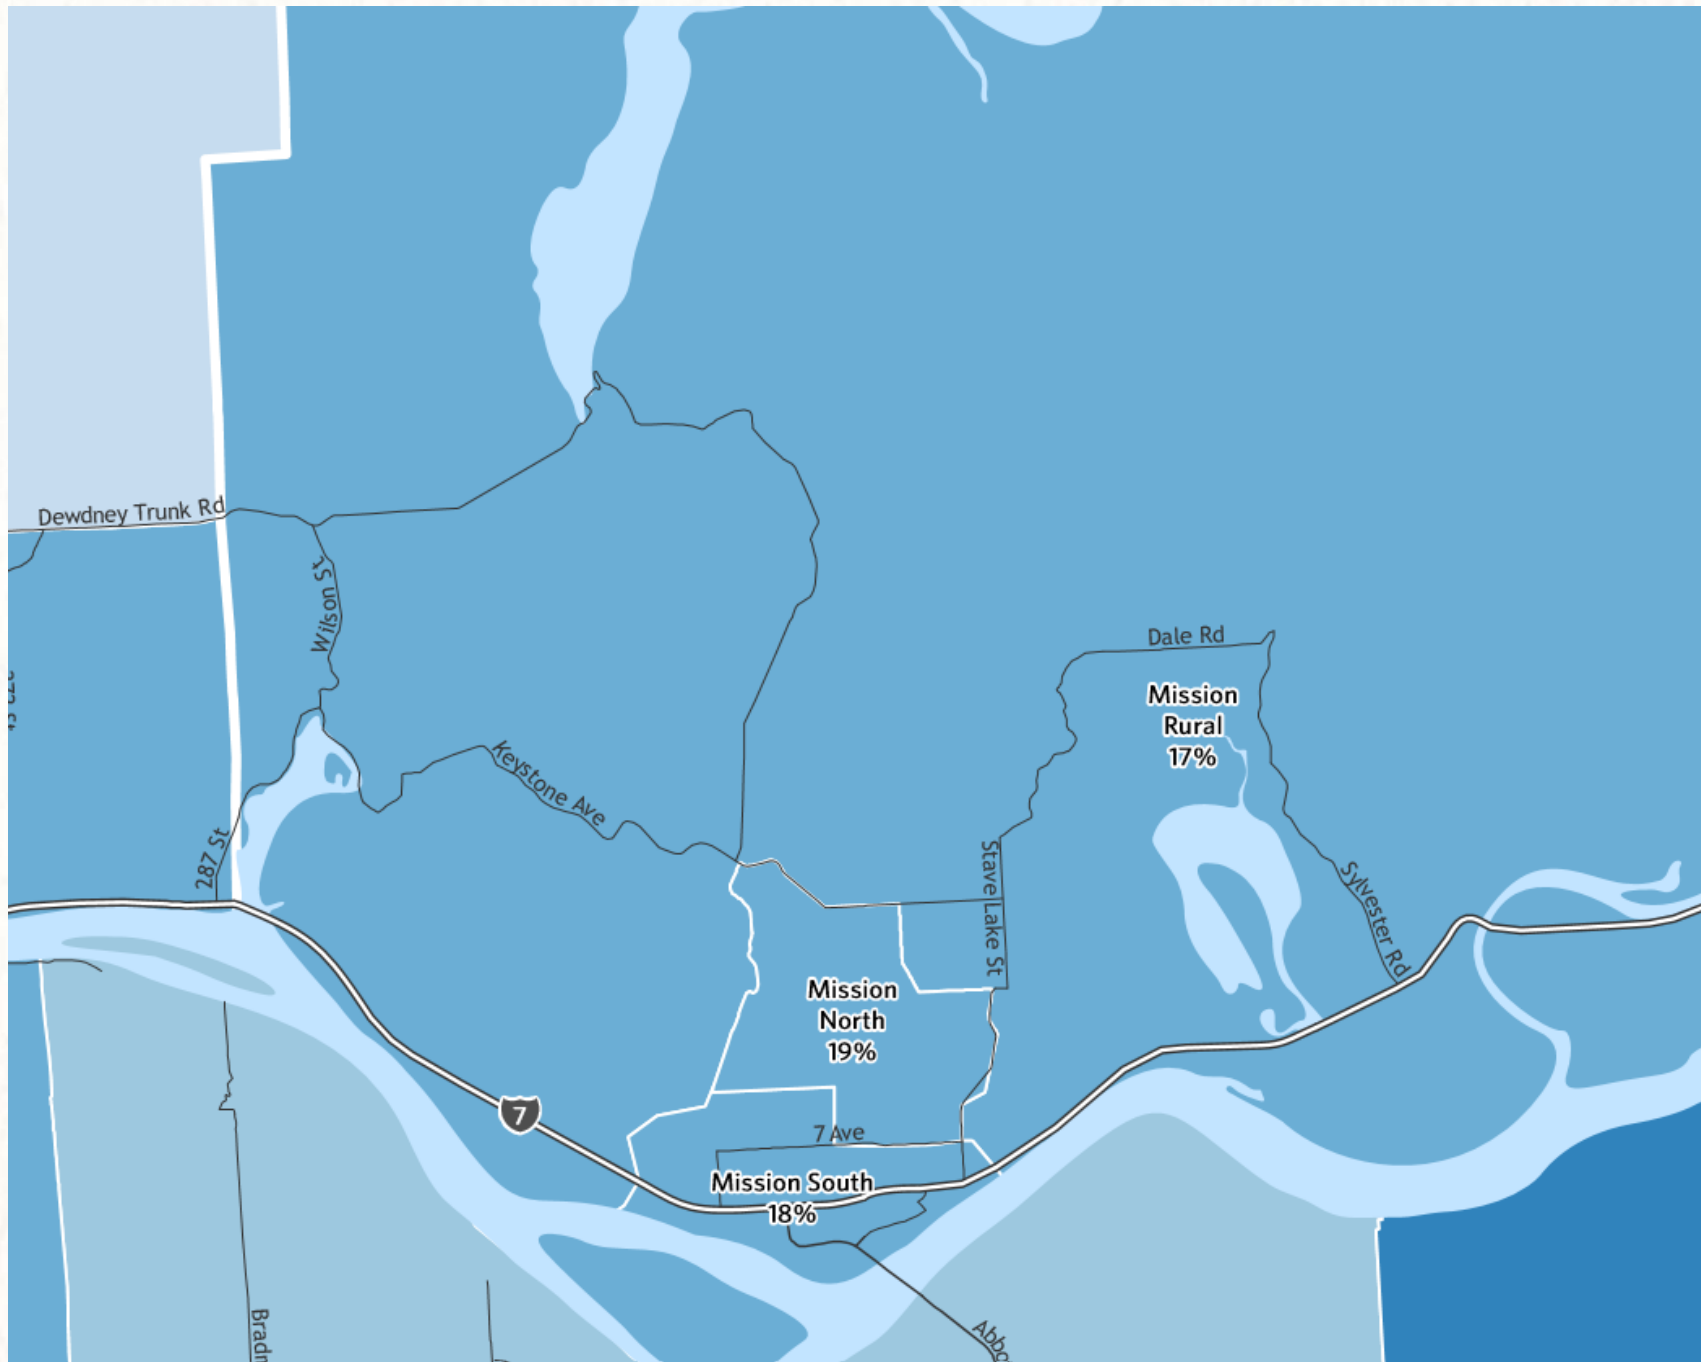 Dewdney Trunk Rd
Wilson St
Dale Rd
Mission
Rural
17%
Keystone Ave
287 St
Stave Lake St
Sylvester Rd
Mission
North
19%
7
7 Ave
Mission South
18%